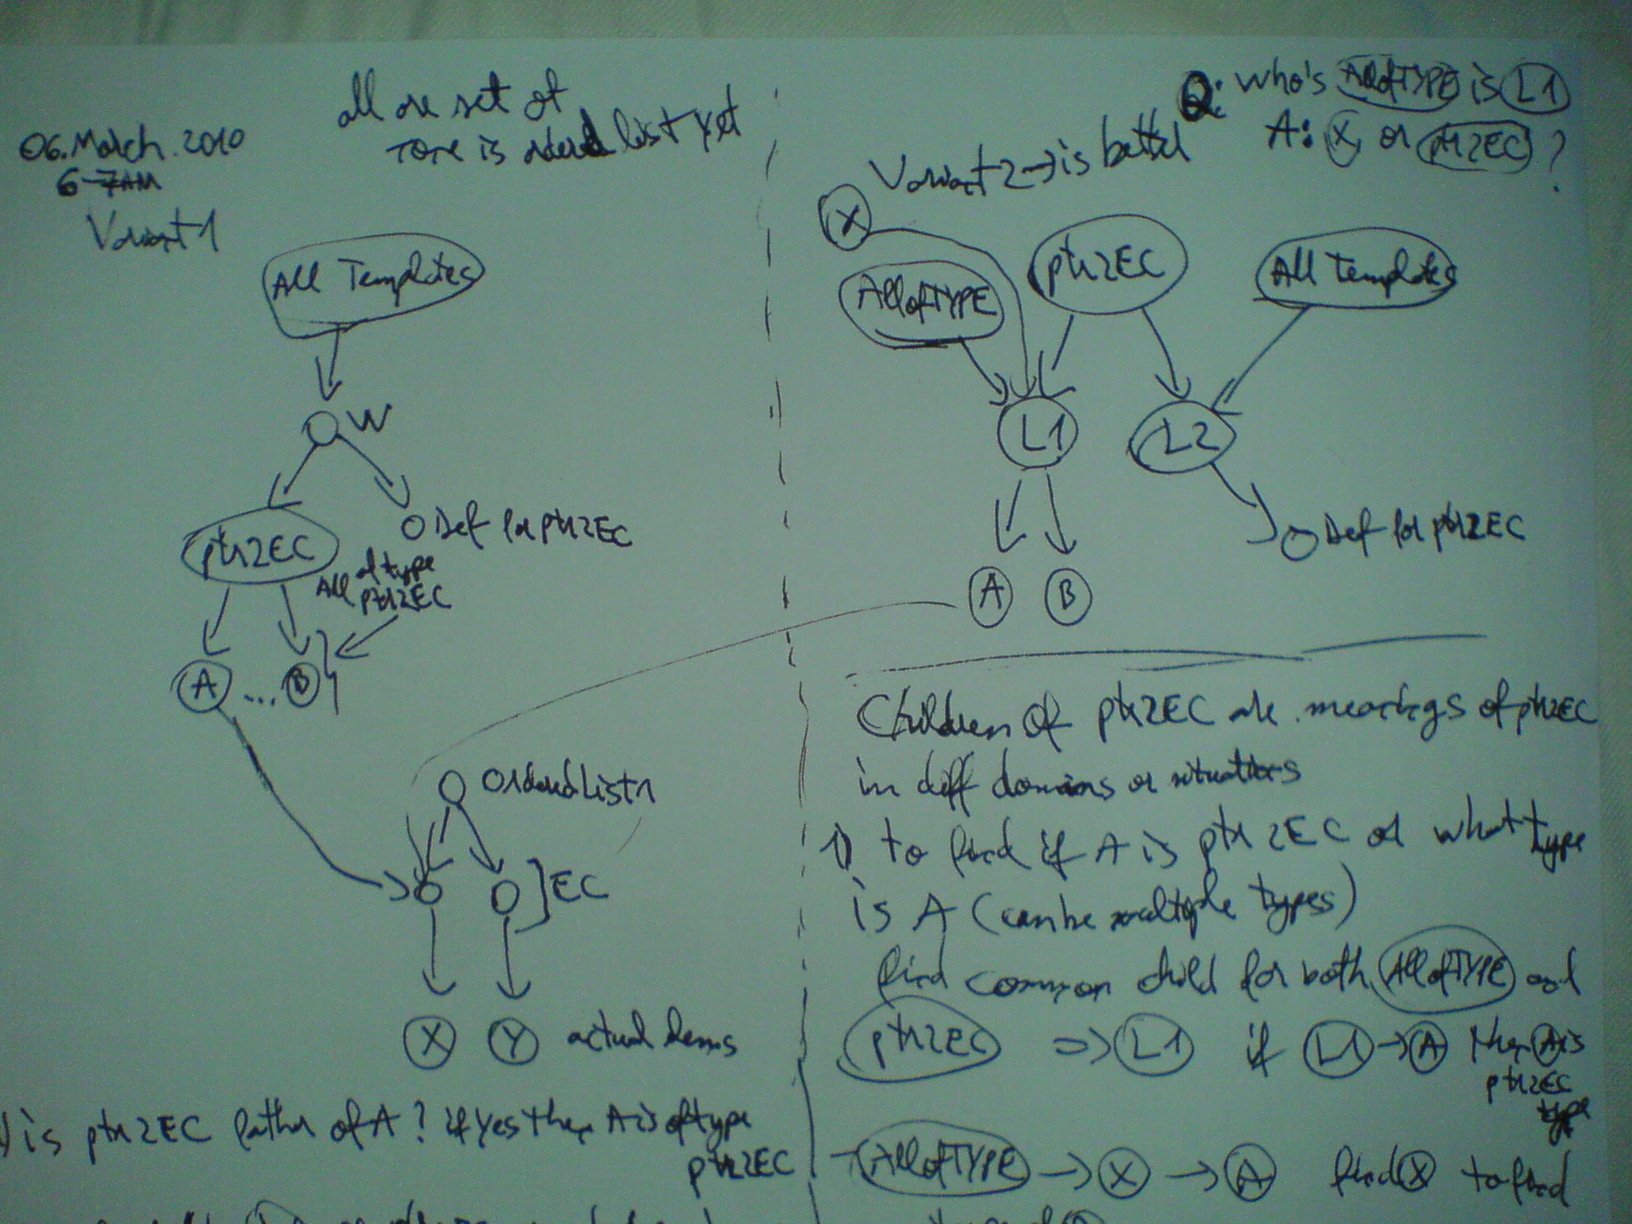 06.March.2010
6-7AM
all are set of
none is ordered list yet
Variant 1
All Templates
W
ptr2EC
Def for ptr2EC
All of type
ptr2EC
A ... B
OrderedList1
EC
X Y actual items
is ptr2EC father of A? if yes then A is of type
ptr2EC
Q: who's AllofTYPE is L1
A: X or ptr2EC ?
Variant 2 -> is better
X
AllofTYPE
ptr2EC
All templates
L1
L2
Def for ptr2EC
A B
Children of ptr2EC are meanings of ptr2EC
in diff domains or situations
1) to find if A is ptr2EC or what type
is A (can be multiple types)
find common child for both AllofTYPE and
ptr2EC => L1 if L1 -> A then A is
ptr2EC
type
AllofTYPE -> X -> A find X to find